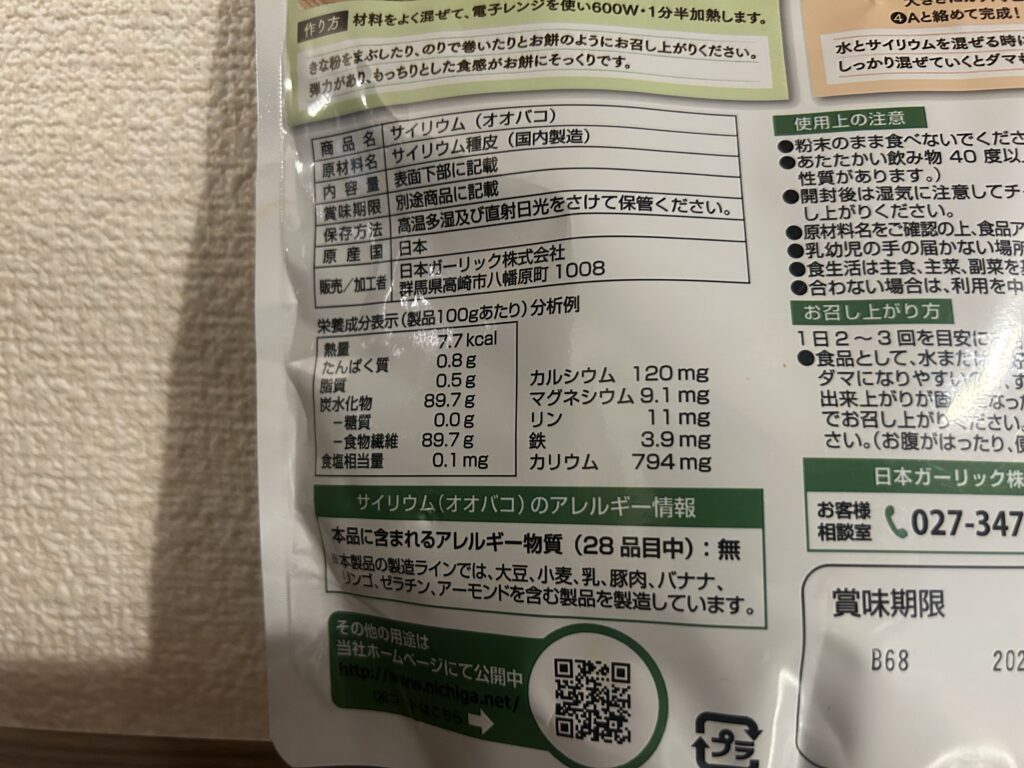 作り方 材料をよく混ぜて、電子レンジを使い600W・1分半加熱します。
きな粉をまぶしたり、のりで巻いたりとお餅のようにお召し上がりください。
弾力があり、もっちりとした食感がお餅にそっくりです。
❹Aと絡めて完成!
水とサイリウムを混ぜる時に
しっかり混ぜていくとダマも
商品名 サイリウム(オオバコ)
原材料名 サイリウム種皮(国内製造)
内容量 表面下部に記載
賞味期限 別途商品に記載
保存方法 高温多湿及び直射日光をさけて保管ください。
原産国 日本
販売/加工者 日本ガーリック株式会社
群馬県高崎市八幡原町1008
栄養成分表示(製品100gあたり)分析例
熱量 7.7kcal
たんぱく質 0.8g
脂質 0.5g
炭水化物 89.7g
−糖質 0.0g
−食物繊維 89.7g
食塩相当量 0.1mg
カルシウム 120mg
マグネシウム 9.1mg
リン 11mg
鉄 3.9mg
カリウム 794mg
サイリウム(オオバコ)のアレルギー情報
本品に含まれるアレルギー物質(28品目中):無
*本製品の製造ラインでは、大豆、小麦、乳、豚肉、バナナ、
リンゴ、ゼラチン、アーモンドを含む製品を製造しています。
その他の用途は
当社ホームページにて公開中
http://www.nichiga.net/
QRコードはこちら
使用上の注意
●粉末のまま食べないでくださ
●あたたかい飲み物 40 度以
性質があります。)
●開封後は湿気に注意してチ
し上がりください。
●原材料名をご確認の上、食品ア
●乳幼児の手の届かない場所
●食生活は主食、主菜、副菜を
●合わない場合は、利用を中
お召し上がり方
1日2〜3回を目安に
●食品として、水また
ダマになりやすい
出来上がりが固
でお召し上がりください。
さい。(お腹がはったり、
日本ガーリック株
お客様
相談室 027-347
賞味期限
B68 202
プラ